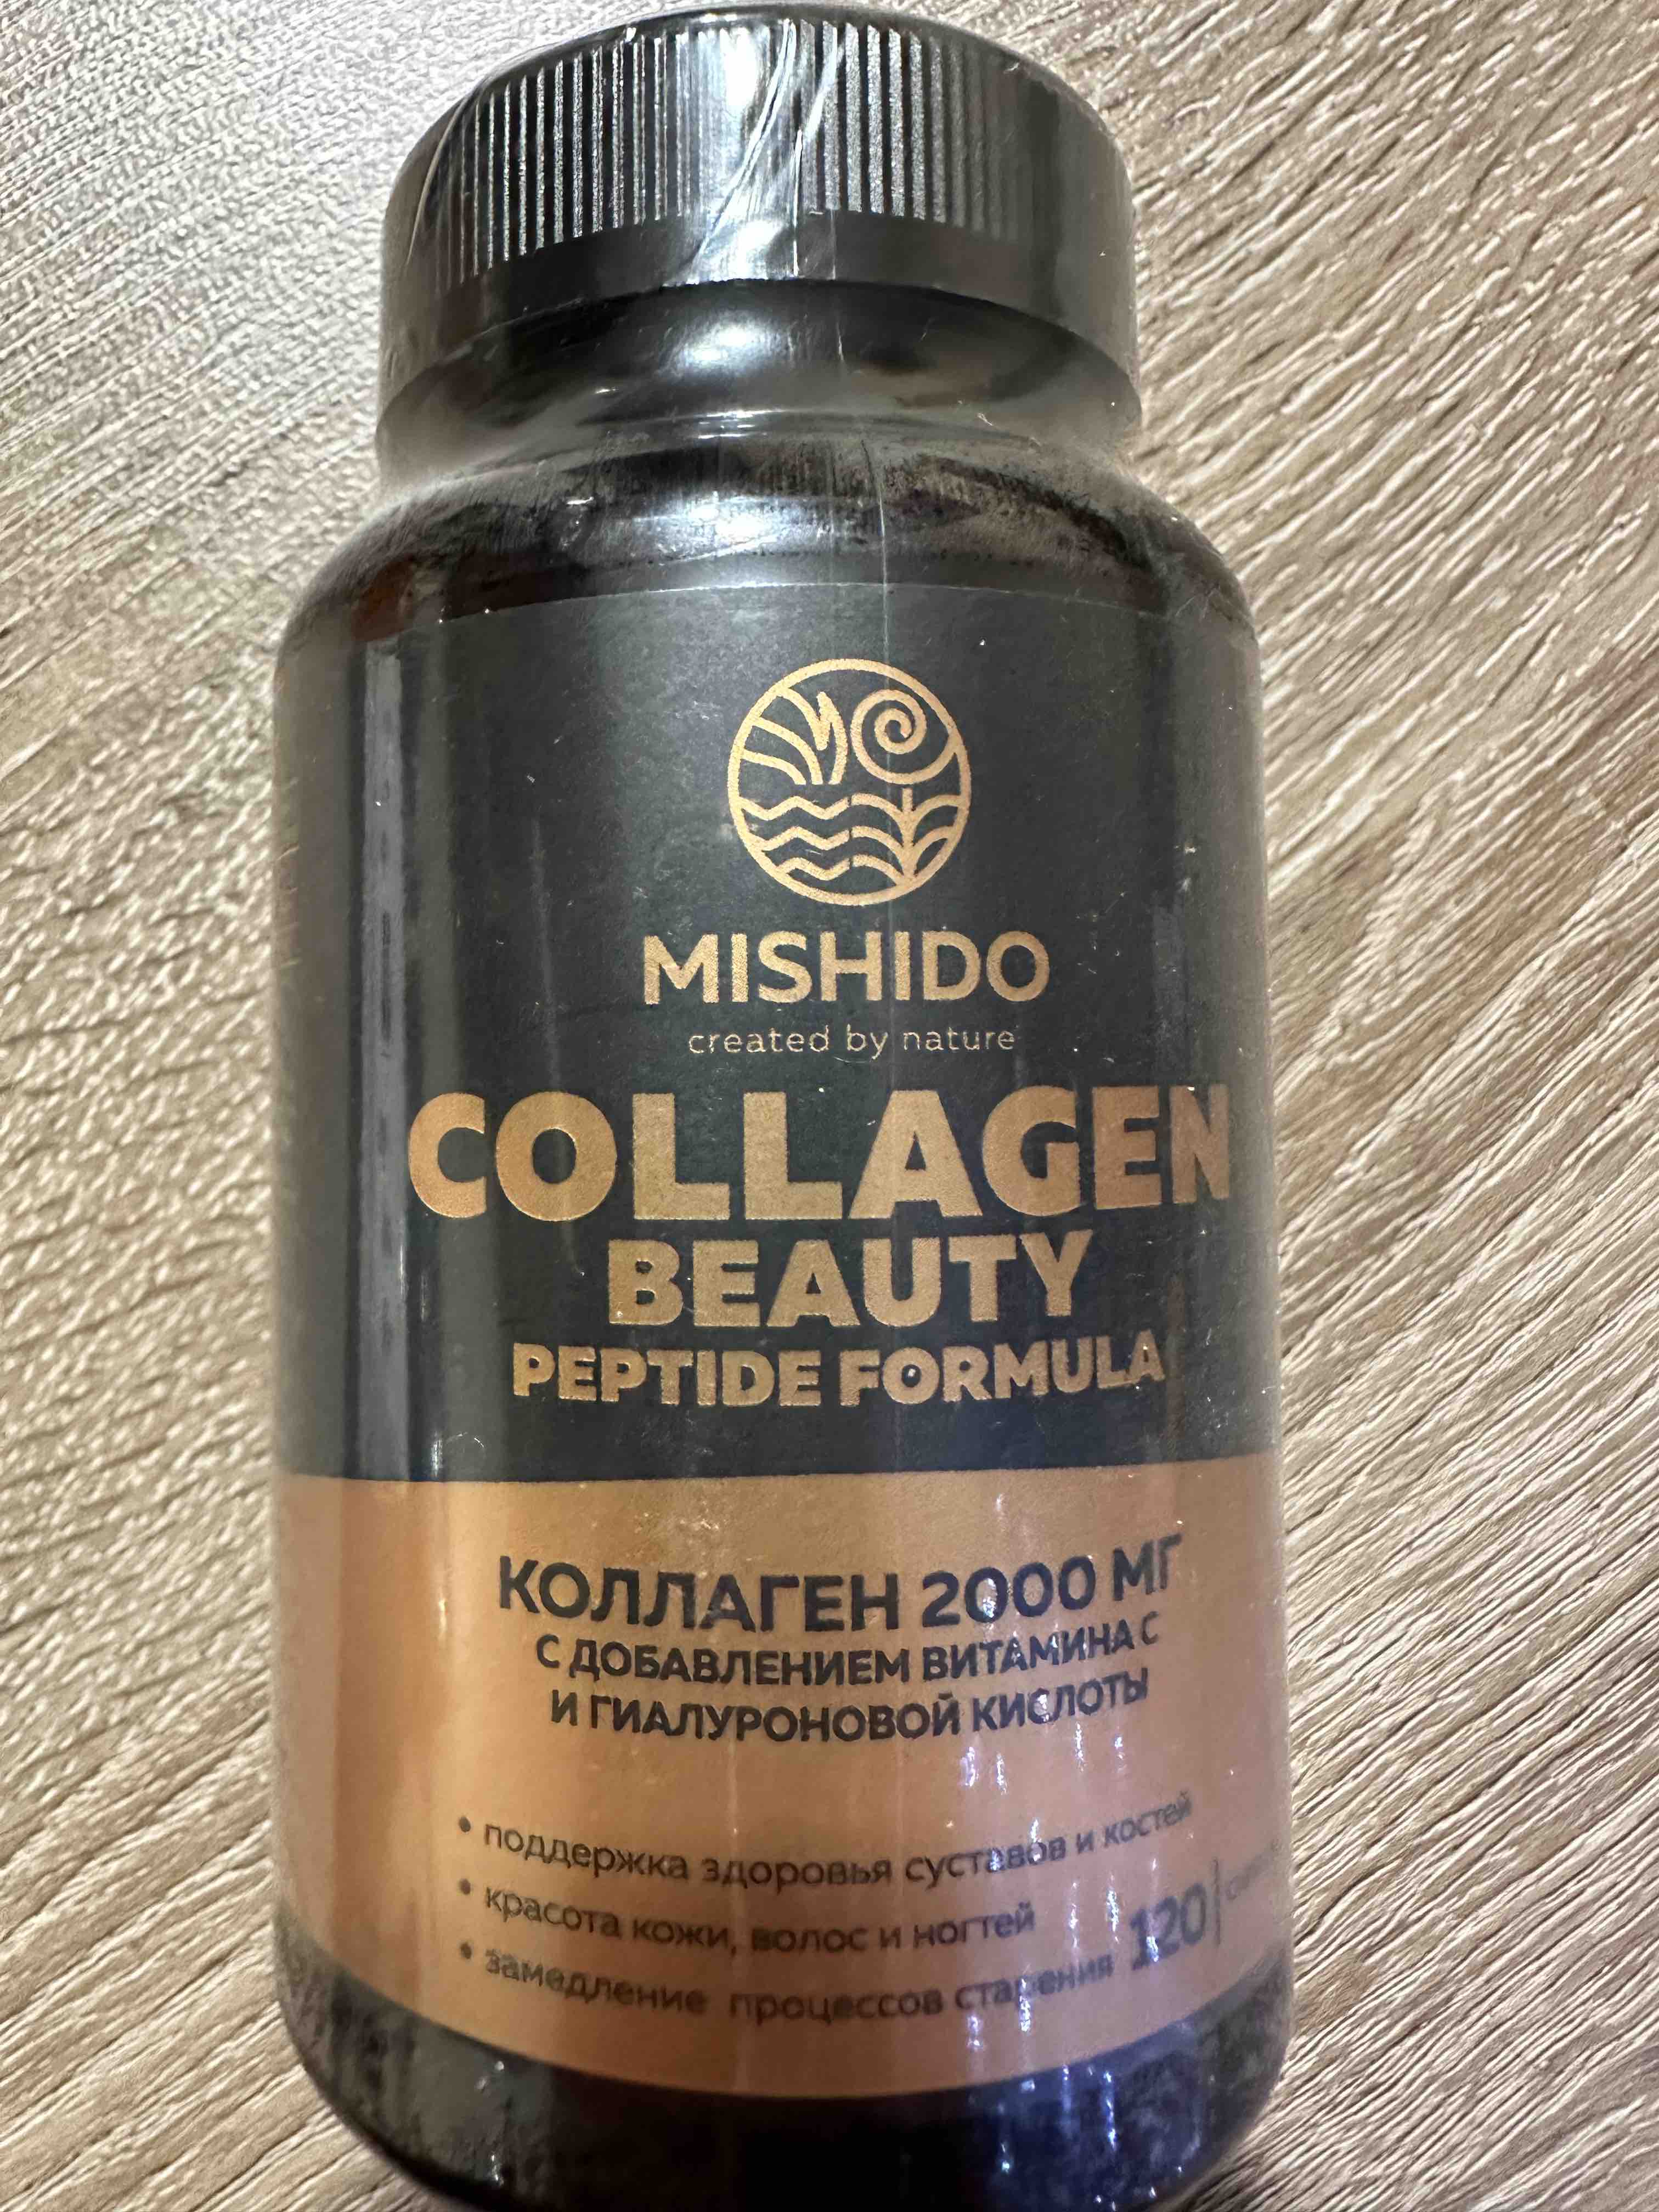 MISHIDO
created by nature
COLLAGEN
BEAUTY
PEPTIDE FORMULA
КОЛЛАГЕН 2000 МГ
С ДОБАВЛЕНИЕМ ВИТАМИНА С
И ГИАЛУРОНОВОЙ КИСЛОТЫ
• поддержка здоровья суставов и костей
• красота кожи, волос и ногтей
• замедление процессов старения
120